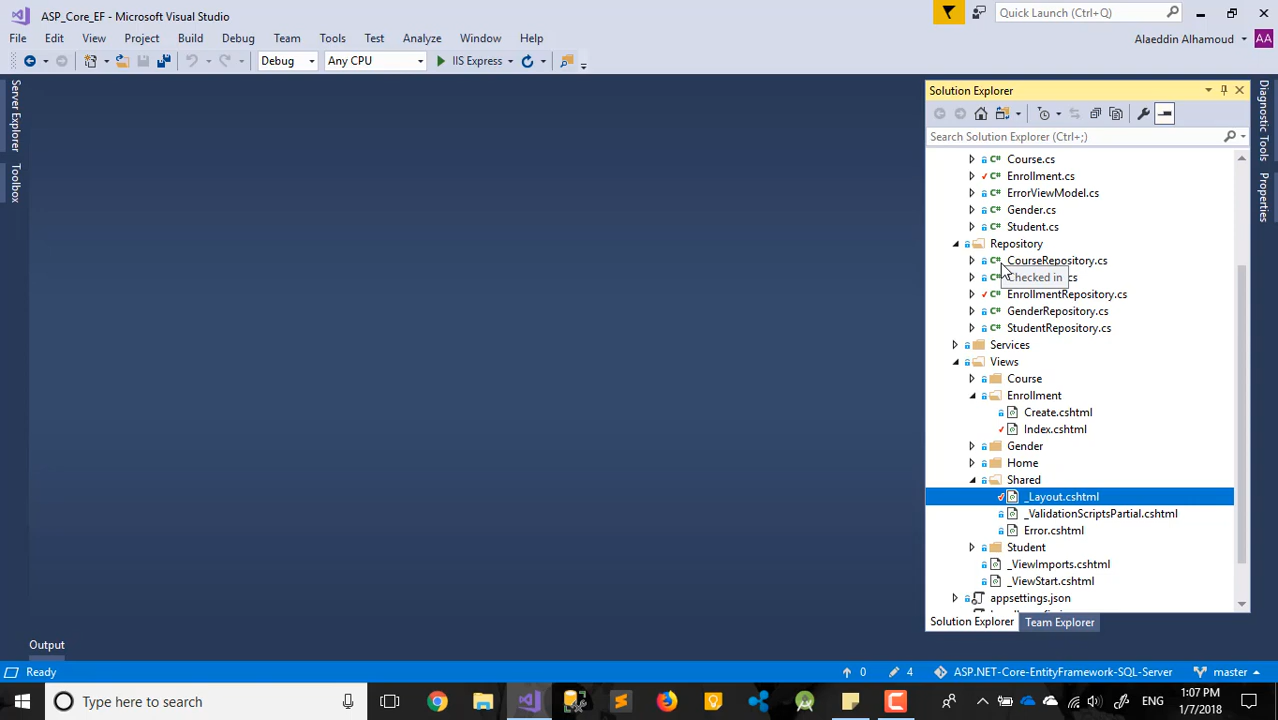 ASP_Core_EF - Microsoft Visual Studio
Quick Launch (Ctrl+Q)
File Edit View Project Build Debug Team Tools Test Analyze Window Help
Alaeddin Alhamoud AA
Debug Any CPU IIS Express
Server Explorer
Toolbox
Solution Explorer
Search Solution Explorer (Ctrl+;)
Course.cs
Enrollment.cs
ErrorViewModel.cs
Gender.cs
Student.cs
Repository
CourseRepository.cs
Checked in cs
EnrollmentRepository.cs
GenderRepository.cs
StudentRepository.cs
Services
Views
Course
Enrollment
Create.cshtml
Index.cshtml
Gender
Home
Shared
_Layout.cshtml
_ValidationScriptsPartial.cshtml
Error.cshtml
Student
_ViewImports.cshtml
_ViewStart.cshtml
appsettings.json
Solution Explorer Team Explorer
Diagnostic Tools
Properties
Output
Ready 0 4 ASP.NET-Core-EntityFramework-SQL-Server master
Type here to search
ENG
1:07 PM
1/7/2018